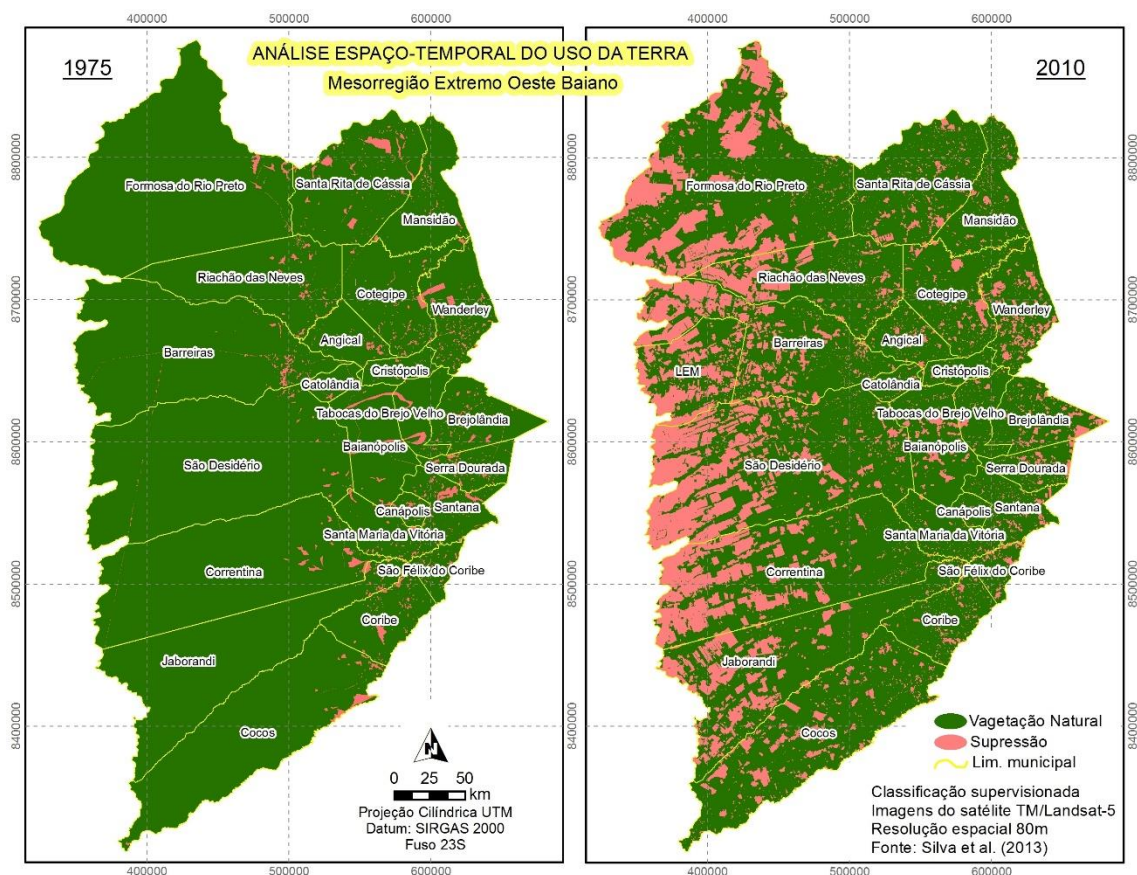 400000 500000 600000 400000 500000 600000
ANÁLISE ESPAÇO-TEMPORAL DO USO DA TERRA
Mesorregião Extremo Oeste Baiano
1975
8800000
8700000
8600000
8500000
8400000
Formosa do Rio Preto
Santa Rita de Cássia
Mansidão
Riachão das Neves
Cotegipe
Wanderley
Angical
Barreiras
Cristópolis
Catolândia
Tabocas do Brejo Velho
Brejolândia
Baianópolis
São Desidério
Serra Dourada
Canápolis
Santana
Santa Maria da Vitória
Correntina
São Félix do Coribe
Coribe
Jaborandi
Cocos
N
0 25 50
km
Projeção Cilíndrica UTM
Datum: SIRGAS 2000
Fuso 23S
400000 500000 600000
2010
Formosa do Rio Preto
Santa Rita de Cássia
Mansidão
Riachão das Neves
Cotegipe
Wanderley
Angical
Barreiras
LEM
Cristópolis
Catolândia
Tabocas do Brejo Velho
Brejolândia
Baianópolis
São Desidério
Serra Dourada
Canápolis
Santana
Santa Maria da Vitória
Correntina
São Félix do Coribe
Coribe
Jaborandi
Cocos
8800000
8700000
8600000
8500000
8400000
Vagetação Natural
Supressão
Lim. municipal
Classificação supervisionada
Imagens do satélite TM/Landsat-5
Resolução espacial 80m
Fonte: Silva et al. (2013)
400000 500000 600000